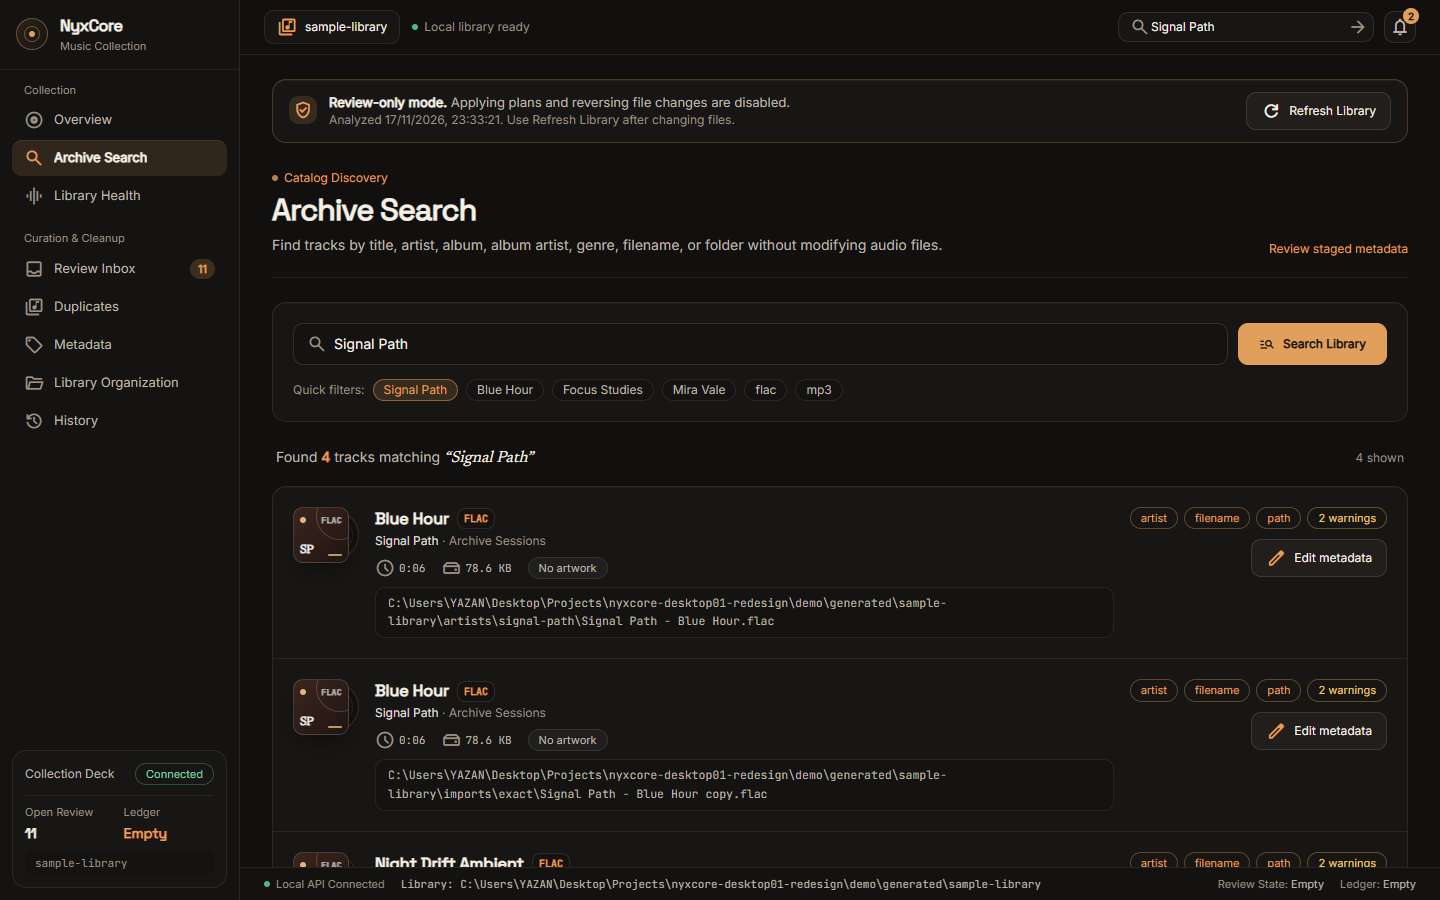 NyxCore
Music Collection
Collection
Overview
Archive Search
Library Health
Curation & Cleanup
Review Inbox 11
Duplicates
Metadata
Library Organization
History
Collection Deck Connected
Open Review Ledger
11 Empty
sample-library
sample-library Local library ready
Signal Path
2
Review-only mode. Applying plans and reversing file changes are disabled.
Analyzed 17/11/2026, 23:33:21. Use Refresh Library after changing files.
Refresh Library
Catalog Discovery
Archive Search
Find tracks by title, artist, album, album artist, genre, filename, or folder without modifying audio files.
Review staged metadata
Signal Path
Search Library
Quick filters: Signal Path Blue Hour Focus Studies Mira Vale flac mp3
Found 4 tracks matching “Signal Path”
4 shown
FLAC
SP
Blue Hour FLAC
Signal Path · Archive Sessions
0:06 78.6 KB No artwork
C:\Users\YAZAN\Desktop\Projects\nyxcore-desktop01-redesign\demo\generated\sample-
library\artists\signal-path\Signal Path - Blue Hour.flac
artist filename path 2 warnings
Edit metadata
FLAC
SP
Blue Hour FLAC
Signal Path · Archive Sessions
0:06 78.6 KB No artwork
C:\Users\YAZAN\Desktop\Projects\nyxcore-desktop01-redesign\demo\generated\sample-
library\imports\exact\Signal Path - Blue Hour copy.flac
artist filename path 2 warnings
Edit metadata
FLAC
Night Drift Ambient FLAC
artist filename path 2 warnings
Local API Connected Library: C:\Users\YAZAN\Desktop\Projects\nyxcore-desktop01-redesign\demo\generated\sample-library
Review State: Empty Ledger: Empty